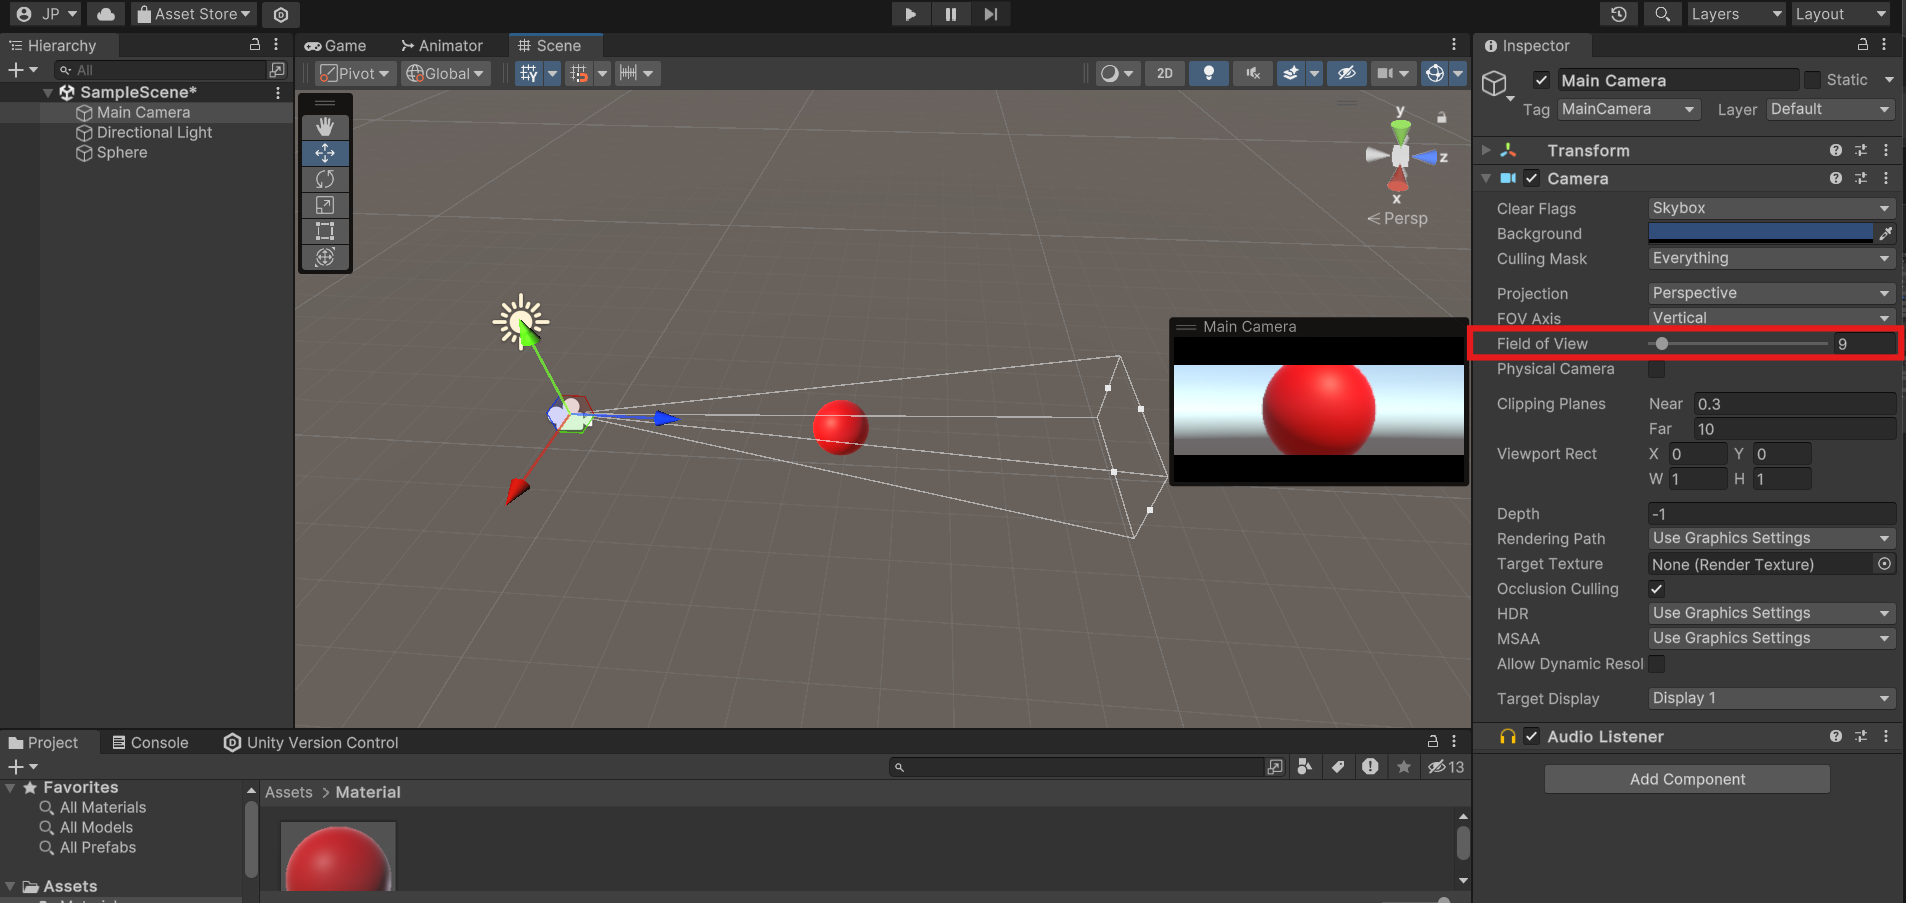 JP
Asset Store
Layers
Layout
Hierarchy
Game
Animator
Scene
Inspector
All
Pivot
Global
2D
Main Camera
Static
Tag
MainCamera
Layer
Default
SampleScene*
Main Camera
Directional Light
Sphere
y
z
x
Persp
Transform
Camera
Clear Flags
Skybox
Background
Culling Mask
Everything
Projection
Perspective
FOV Axis
Vertical
Main Camera
Field of View
9
Physical Camera
Clipping Planes
Near
0.3
Far
10
Viewport Rect
X
0
Y
0
W
1
H
1
Depth
-1
Rendering Path
Use Graphics Settings
Target Texture
None (Render Texture)
Occlusion Culling
HDR
Use Graphics Settings
MSAA
Use Graphics Settings
Allow Dynamic Resol
Target Display
Display 1
Audio Listener
Add Component
Project
Console
Unity Version Control
13
Favorites
All Materials
All Models
All Prefabs
Assets
Assets > Material